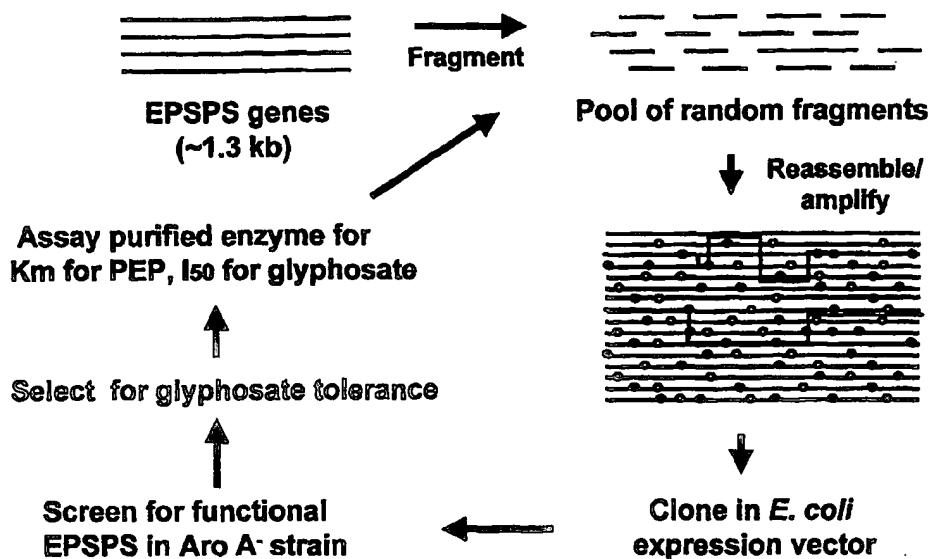 Fragment
EPSPS genes
(~1.3 kb)
Pool of random fragments
Reassemble/
amplify
Assay purified enzyme for
Km for PEP, I50 for glyphosate
Select for glyphosate tolerance
Screen for functional
EPSPS in Aro A- strain
Clone in E. coli
expression vector